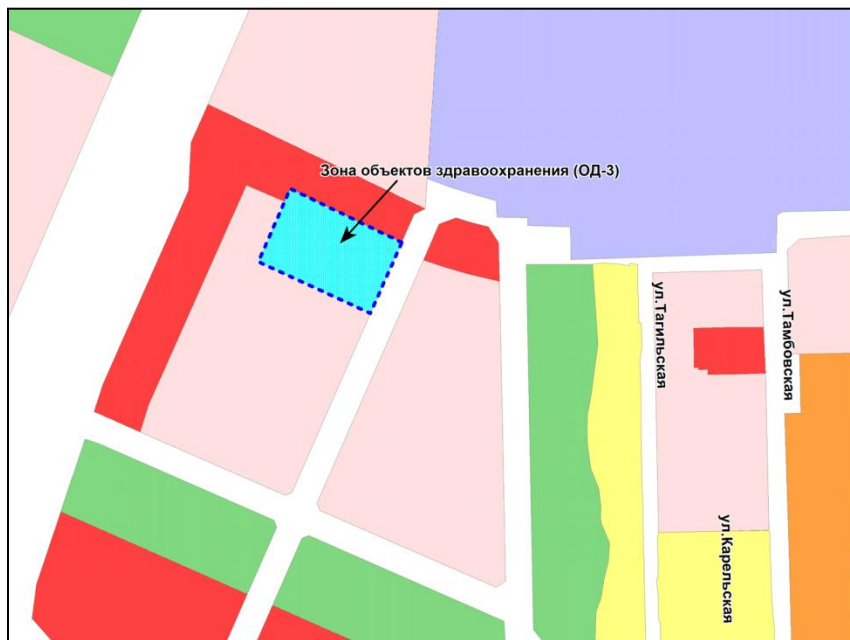 Зона объектов здравоохранения (ОД-3)
ул.Тагильская
ул.Тамбовская
ул.Карельская